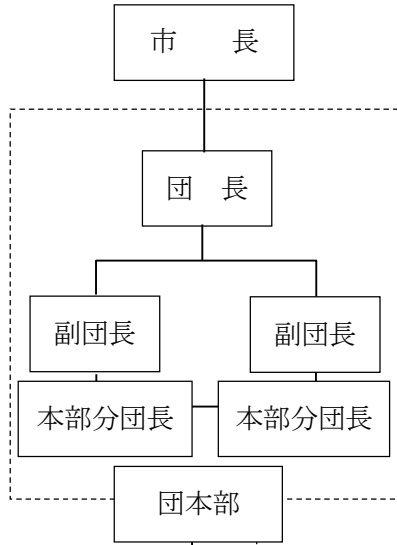 市　　長
団　長
副団長
副団長
本部分団長
本部分団長
団本部